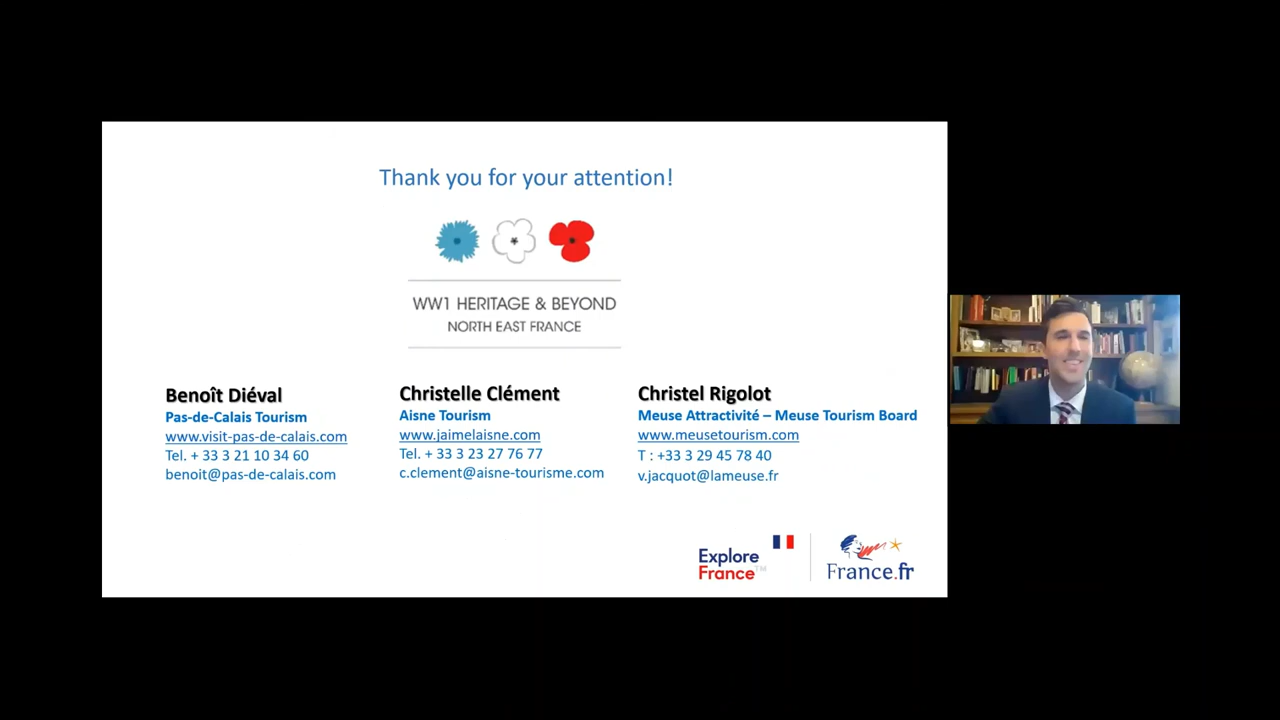 Thank you for your attention!
WW1 HERITAGE & BEYOND
NORTH EAST FRANCE
Benoît Diéval
Pas-de-Calais Tourism
www.visit-pas-de-calais.com
Tel. + 33 3 21 10 34 60
benoit@pas-de-calais.com
Christelle Clément
Aisne Tourism
www.jaimelaisne.com
Tel. + 33 3 23 27 76 77
c.clement@aisne-tourisme.com
Christel Rigolot
Meuse Attractivité – Meuse Tourism Board
www.meusetourism.com
T : +33 3 29 45 78 40
v.jacquot@lameuse.fr
Explore
France™
France.fr